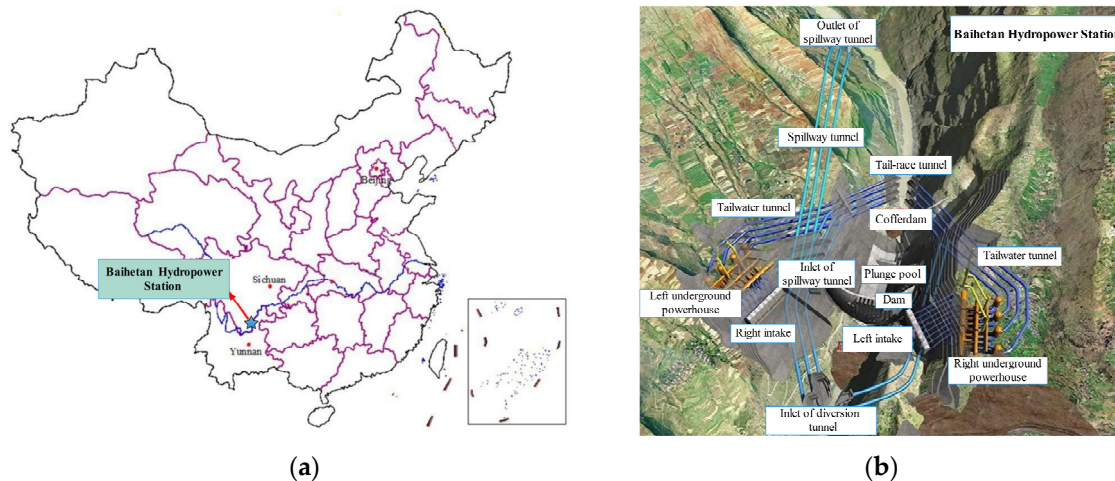 Beijing
Baihetan Hydropower
Station
Sichuan
Yunnan
(a)
Outlet of
spillway tunnel
Baihetan Hydropower Station
Spillway tunnel
Tail-race tunnel
Tailwater tunnel
Cofferdam
Tailwater tunnel
Plunge pool
Inlet of
spillway tunnel
Left underground
powerhouse
Dam
Right intake
Left intake
Right underground
powerhouse
Inlet of diversion
tunnel
(b)